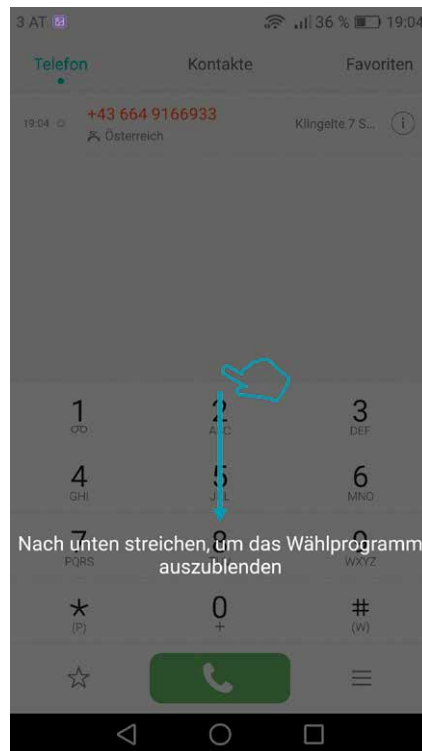 3 AT 36 % 19:04
Telefon Kontakte Favoriten
+43 664 9166933
19:04 Klingelte 7 S...
Österreich
1 2 3
ABC DEF
4 5 6
GHI JKL MNO
7 8 9
Nach unten streichen, um das Wählprogramm
PQRS WXYZ
auszublenden
* 0 #
(P) + (W)